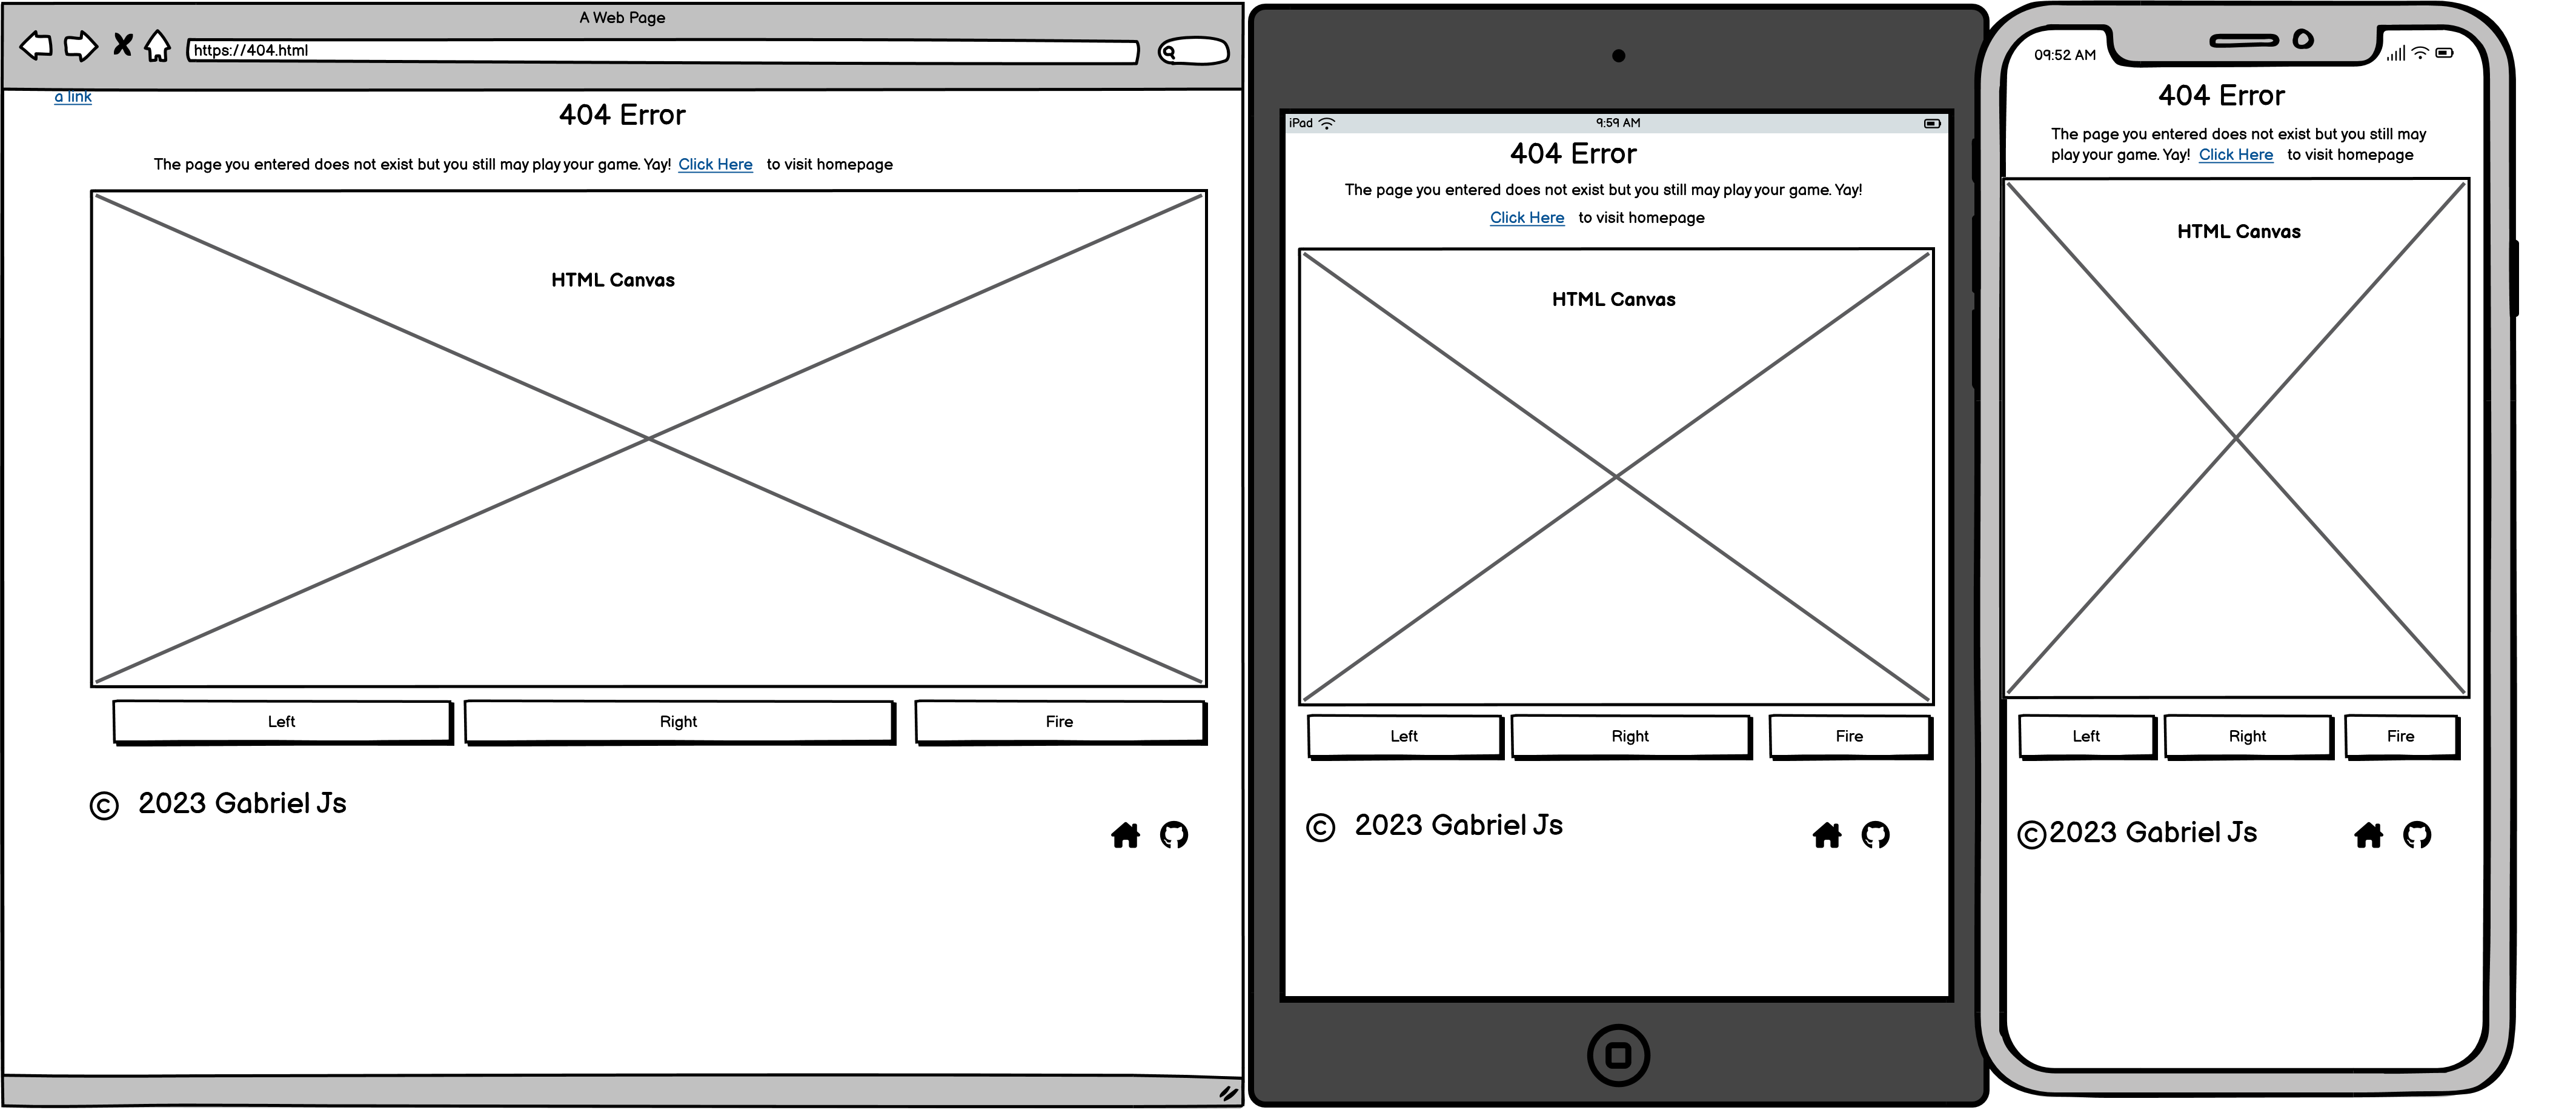 A Web Page
https://404.html
a link
404 Error
The page you entered does not exist but you still may play your game. Yay! Click Here to visit homepage
HTML Canvas
Left Right Fire
© 2023 Gabriel Js
iPad 9:59 AM
404 Error
The page you entered does not exist but you still may play your game. Yay!
Click Here to visit homepage
HTML Canvas
Left Right Fire
© 2023 Gabriel Js
09:52 AM
404 Error
The page you entered does not exist but you still may
play your game. Yay! Click Here to visit homepage
HTML Canvas
Left Right Fire
©2023 Gabriel Js